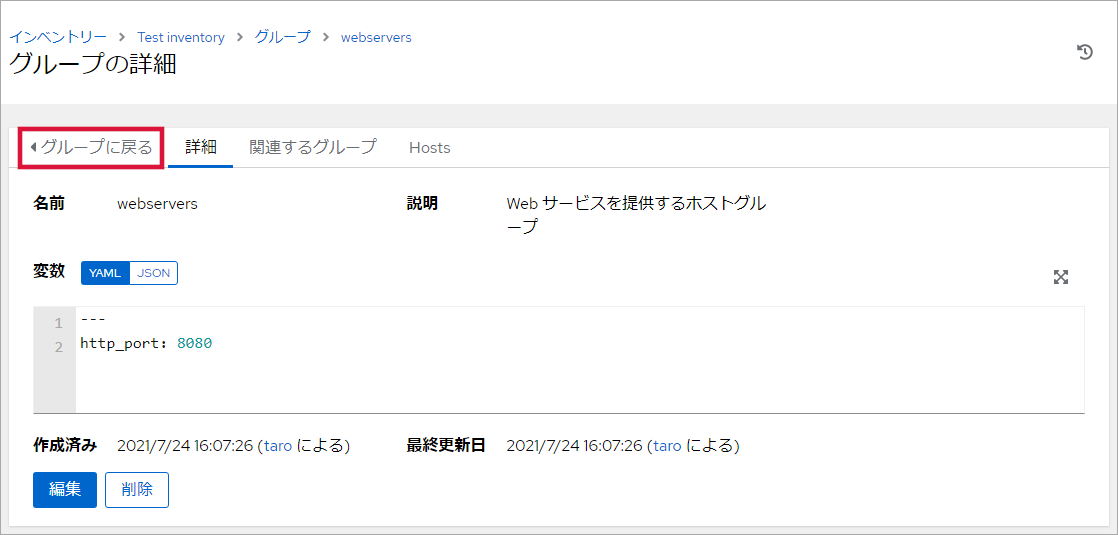 インベントリー > Test inventory > グループ > webservers
グループの詳細
グループに戻る 詳細 関連するグループ Hosts
名前 webservers 説明 Web サービスを提供するホストグル
ープ
変数 YAML JSON
1 ---
2 http_port: 8080
作成済み 2021/7/24 16:07:26 (taro による) 最終更新日 2021/7/24 16:07:26 (taro による)
編集 削除